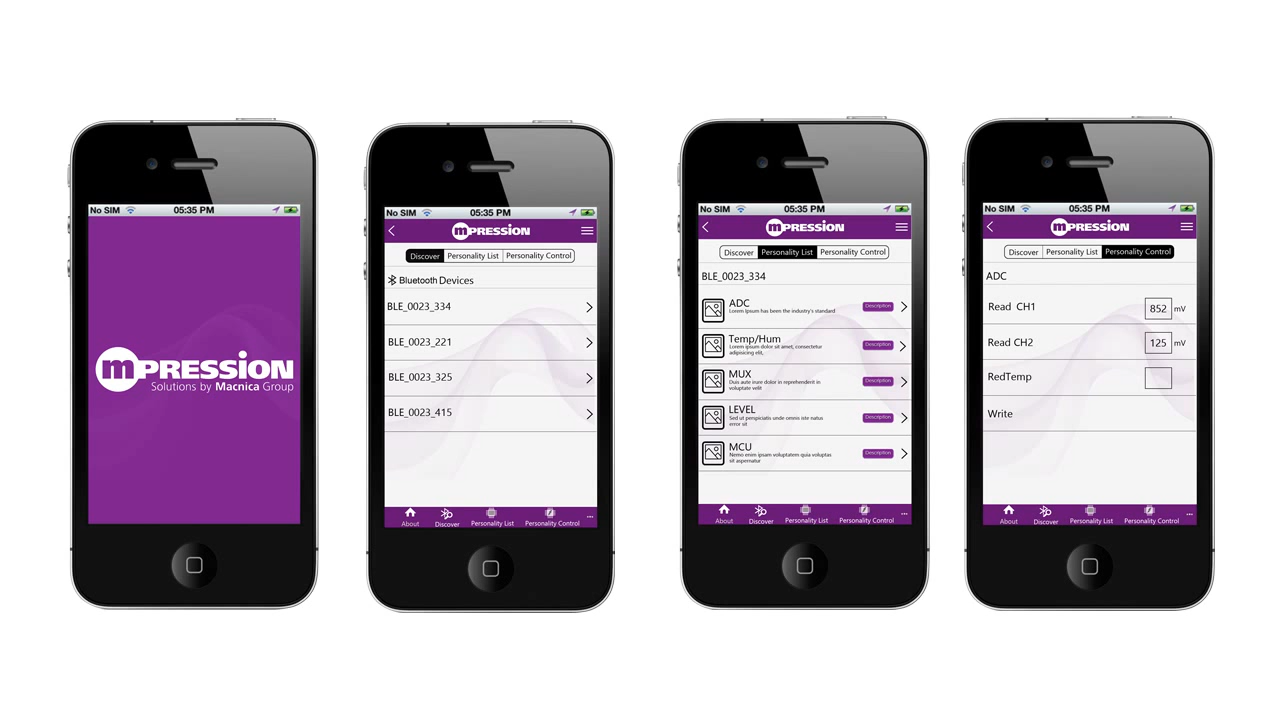 No SIM 05:35 PM
mPRESSION
Solutions by Macnica Group
No SIM 05:35 PM
mPRESSION
Discover Personality List Personality Control
Bluetooth Devices
BLE_0023_334
BLE_0023_221
BLE_0023_325
BLE_0023_415
About Discover Personality List Personality Control ...
No SIM 05:35 PM
mPRESSION
Discover Personality List Personality Control
BLE_0023_334
ADC
Lorem Ipsum has been the industry's standard
Description
Temp/Hum
Lorem ipsum dolor sit amet, consectetur
adipisicing elit,
Description
MUX
Duis aute irure dolor in reprehenderit in
voluptate velit
Description
LEVEL
Sed ut perspiciatis unde omnis iste natus
error sit
Description
MCU
Nemo enim ipsam voluptatem quia voluptas
sit aspernatur
Description
About Discover Personality List Personality Control ...
No SIM 05:35 PM
mPRESSION
Discover Personality List Personality Control
ADC
Read CH1 852 mV
Read CH2 125 mV
RedTemp
Write
About Discover Personality List Personality Control ...